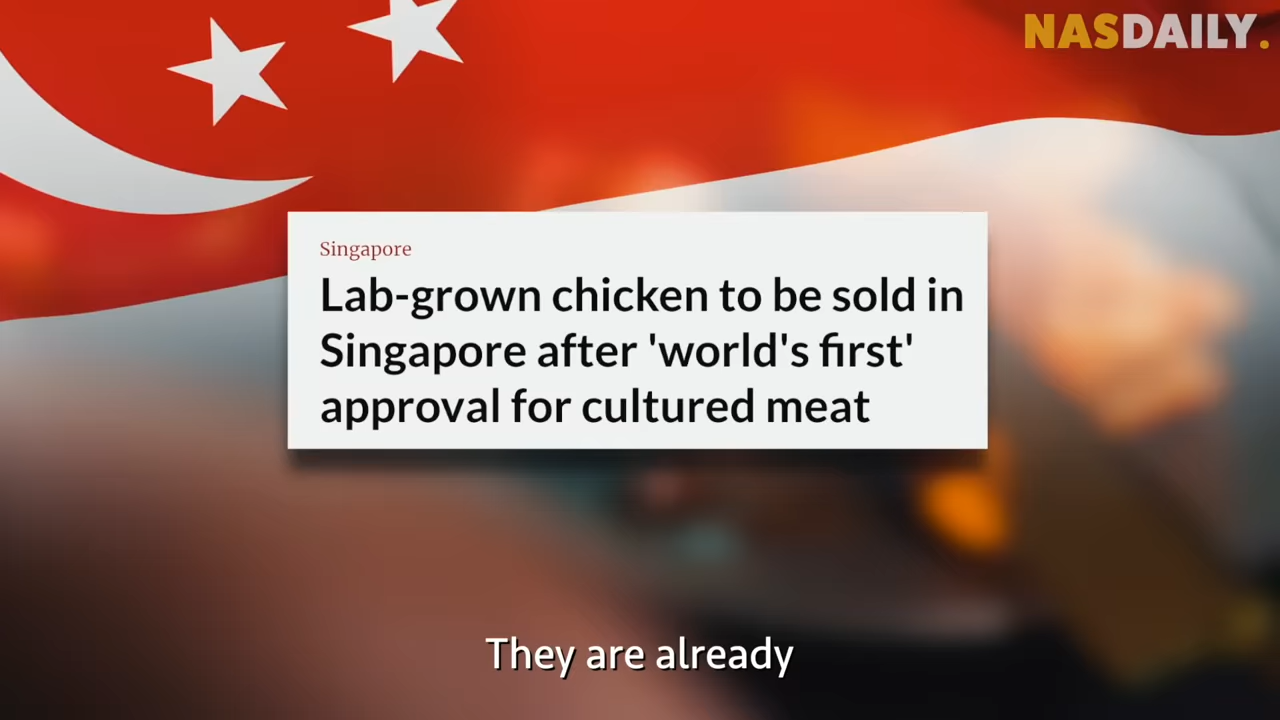 NASDAILY.
Singapore
Lab-grown chicken to be sold in
Singapore after 'world's first'
approval for cultured meat
They are already